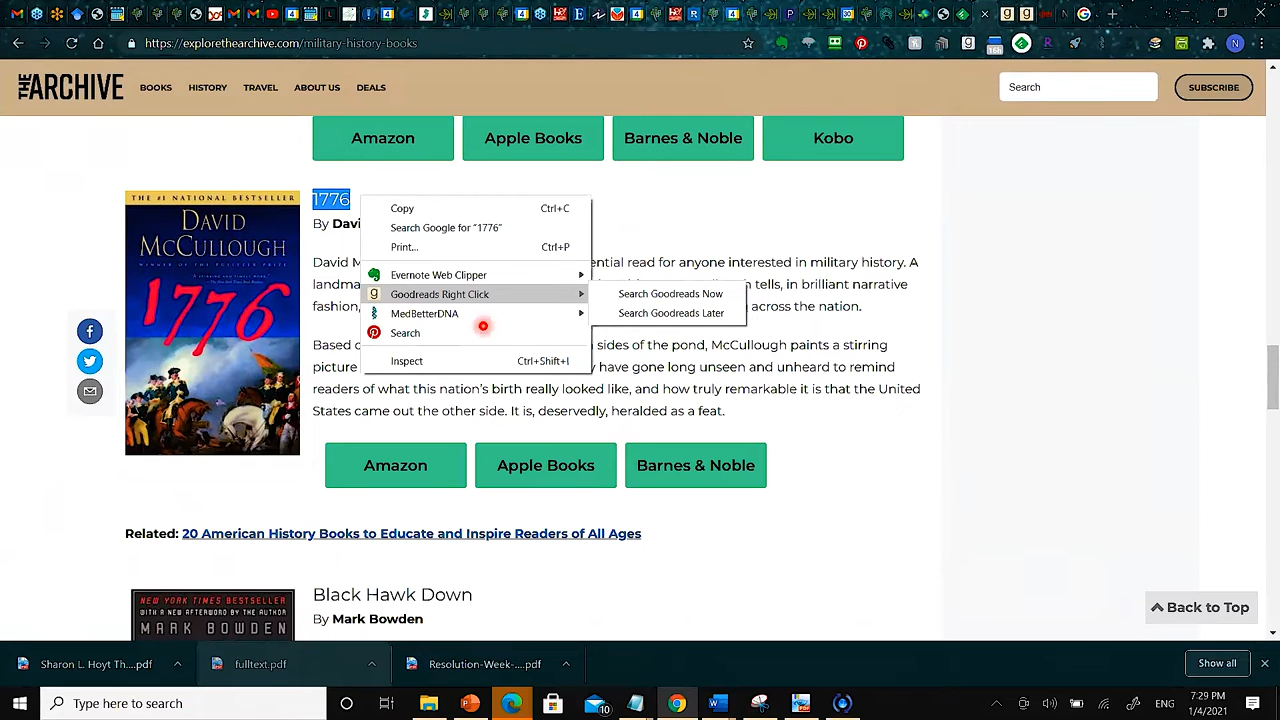 https://explorethearchive.com/military-history-books
THE ARCHIVE
BOOKS HISTORY TRAVEL ABOUT US DEALS
Search
SUBSCRIBE
Amazon Apple Books Barnes & Noble Kobo
THE #1 NATIONAL BESTSELLER
DAVID
McCULLOUGH
WINNER OF THE PULITZER PRIZE
1776
1776
By Davi
David M
ential read for anyone interested in military history. A
landma
n tells, in brilliant narrative
fashion,
across the nation.
Based o
sides of the pond, McCullough paints a stirring
picture
y have gone long unseen and unheard to remind
readers of what this nation's birth really looked like, and how truly remarkable it is that the United
States came out the other side. It is, deservedly, heralded as a feat.
Copy Ctrl+C
Search Google for "1776"
Print... Ctrl+P
Evernote Web Clipper
Goodreads Right Click
MedBetterDNA
Search
Inspect Ctrl+Shift+I
Search Goodreads Now
Search Goodreads Later
Amazon Apple Books Barnes & Noble
Related: 20 American History Books to Educate and Inspire Readers of All Ages
NEW YORK TIMES BESTSELLER
WITH A NEW AFTERWORD BY THE AUTHOR
MARK BOWDEN
Black Hawk Down
By Mark Bowden
Back to Top
Sharon L. Hoyt Th....pdf
fulltext.pdf
Resolution-Week-....pdf
Show all
Type here to search
10
7:29 PM
1/4/2021